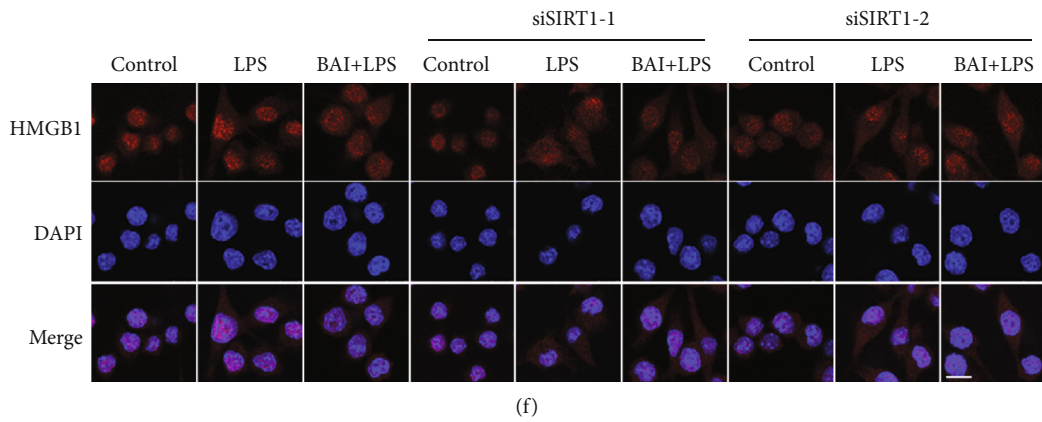 siSIRT1-1 siSIRT1-2
Control LPS BAI+LPS Control LPS BAI+LPS Control LPS BAI+LPS
HMGB1
DAPI
Merge
(f)